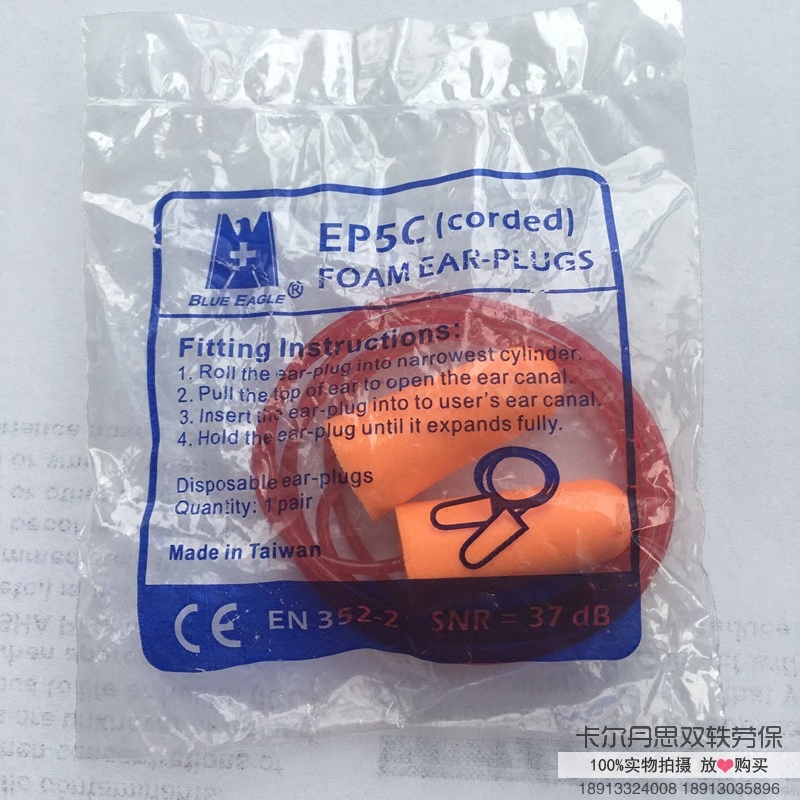 EP5C (corded)
FOAM EAR-PLUGS
BLUE EAGLE ®
Fitting Instructions:
1. Roll the ear-plug into narrowest cylinder.
2. Pull the top of ear to open the ear canal.
3. Insert the ear-plug into to user's ear canal.
4. Hold the ear-plug until it expands fully.
Disposable ear-plugs
Quantity: 1 pair
Made in Taiwan
CE EN 352-2 SNR = 37 dB
卡尔丹思双轶劳保
100%实物拍摄 放❤购买
18913324008 18913035896